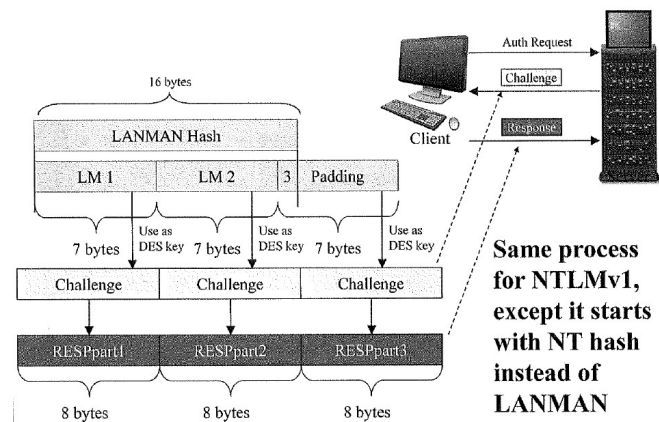 Auth Request
Challenge
Response
Client
Server
16 bytes
LANMAN Hash
LM 1 LM 2 3 Padding
7 bytes Use as DES key 7 bytes Use as DES key 7 bytes Use as DES key
Challenge Challenge Challenge
RESPpart1 RESPpart2 RESPpart3
8 bytes 8 bytes 8 bytes
Same process
for NTLMv1,
except it starts
with NT hash
instead of
LANMAN